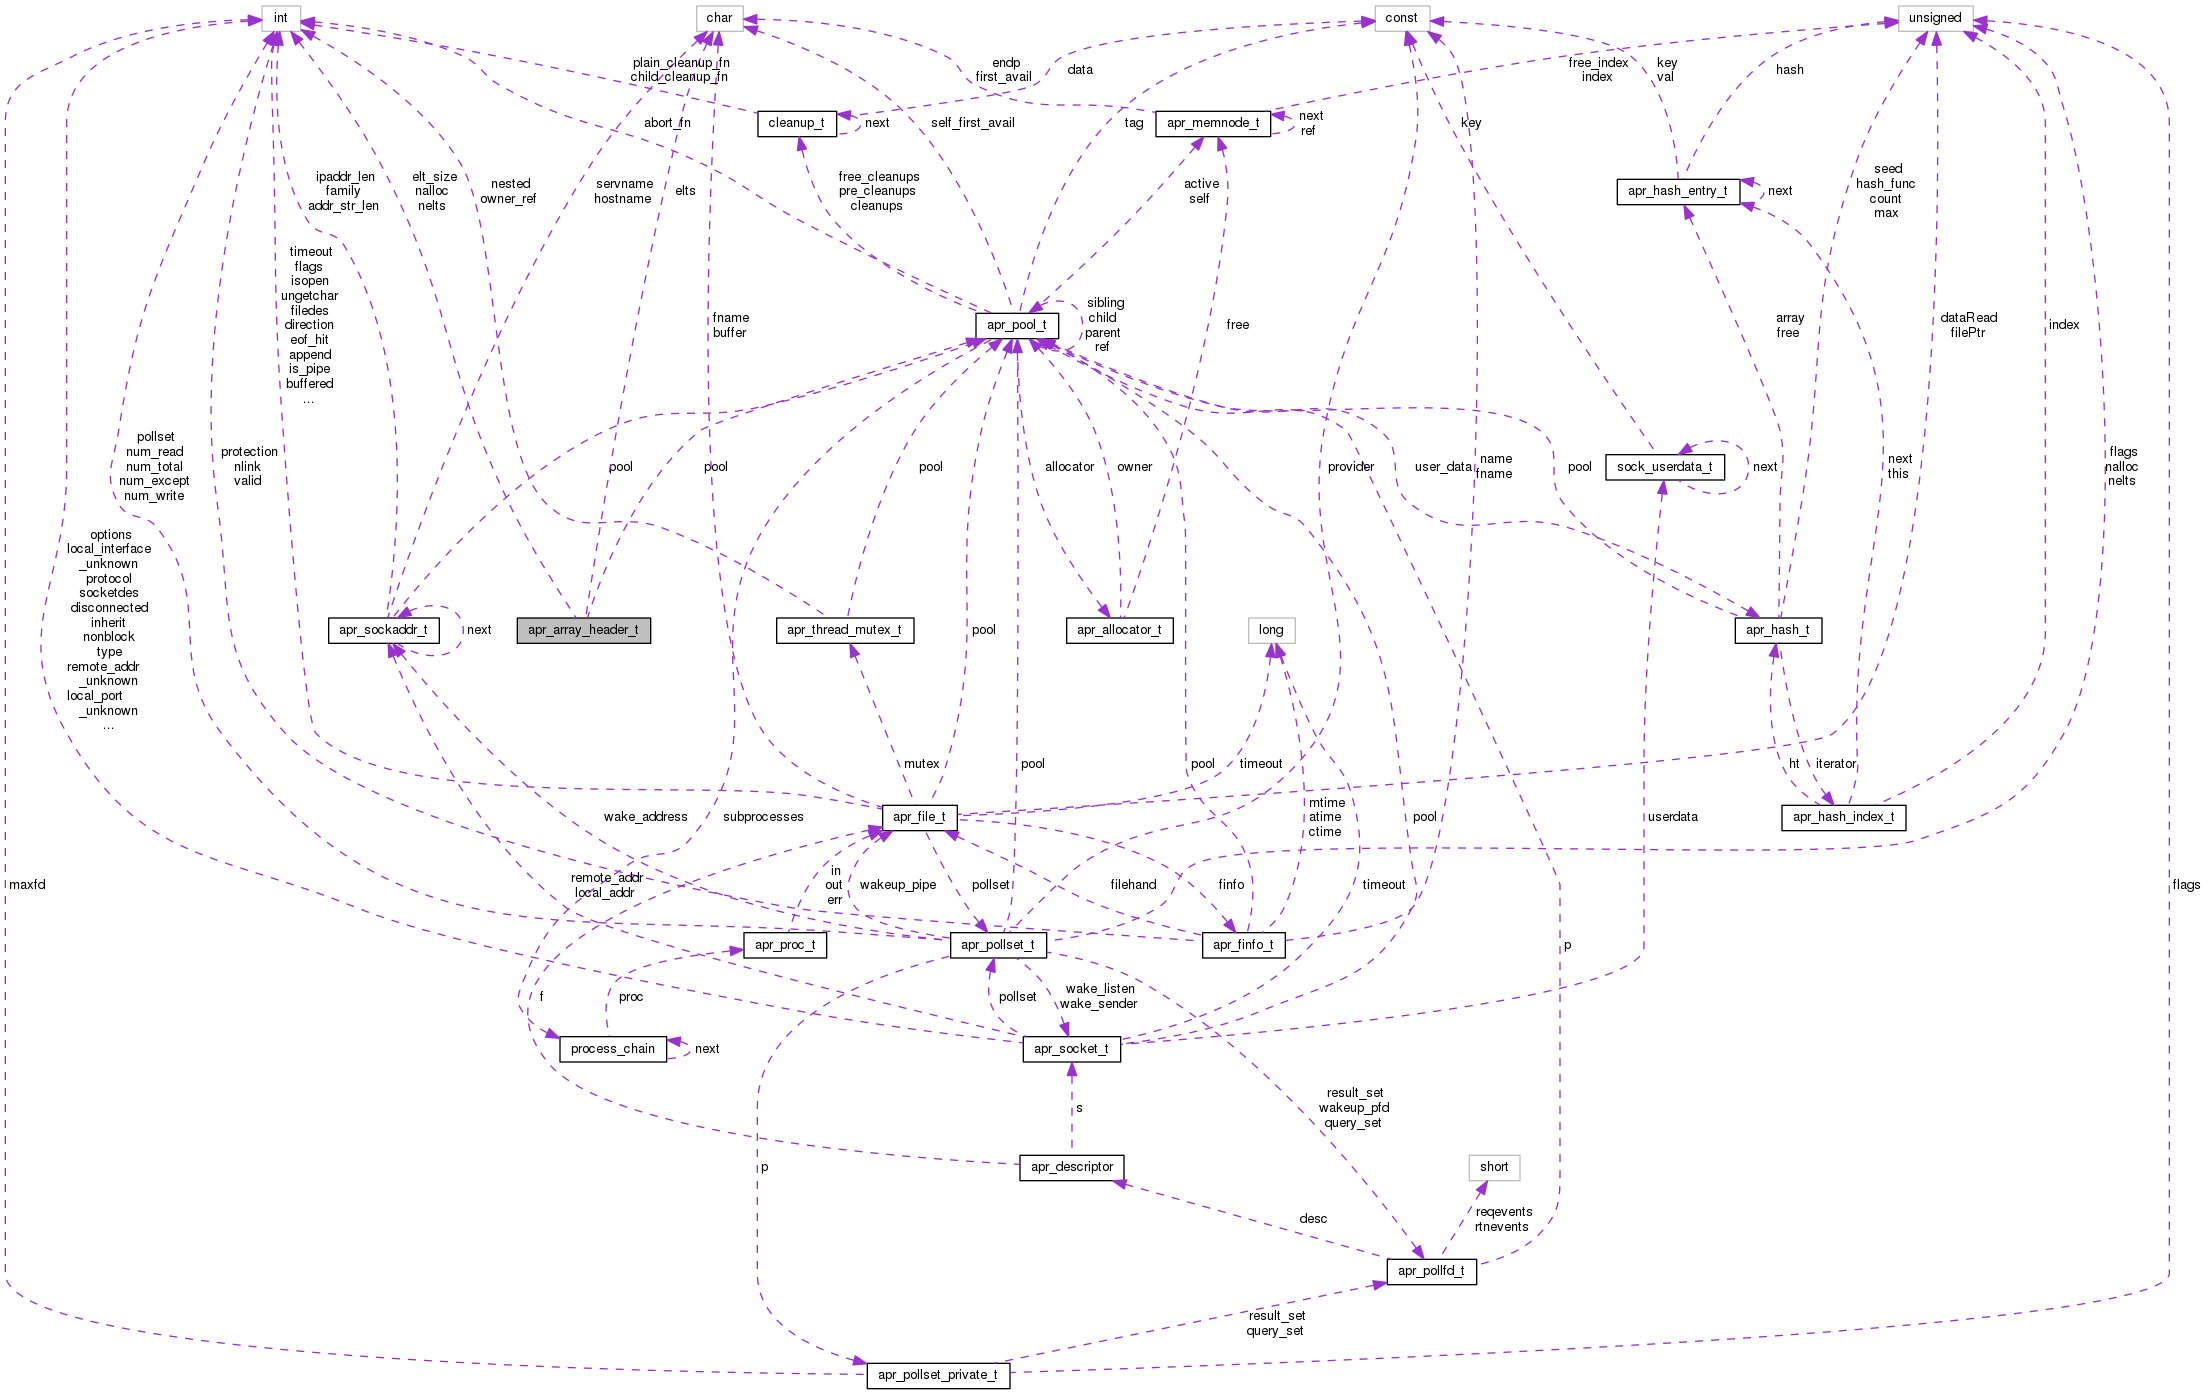 int
char
const
unsigned
plain_cleanup_fn
child_cleanup_fn
endp
first_avail
data
free_index
index
key
val
hash
cleanup_t
next
apr_memnode_t
next
ref
abort_fn
self_first_avail
tag
key
ipaddr_len
family
addr_str_len
elt_size
nalloc
nelts
nested
owner_ref
servname
hostname
elts
free_cleanups
pre_cleanups
cleanups
active
self
apr_hash_entry_t
next
seed
hash_func
count
max
timeout
flags
isopen
ungetchar
filedes
direction
eof_hit
append
is_pipe
buffered
...
fname
buffer
apr_pool_t
sibling
child
parent
ref
free
array
free
dataRead
filePtr
index
pollset
num_read
num_total
num_except
num_write
protection
nlink
valid
pool
pool
pool
allocator
owner
provider
user_data
name
fname
pool
sock_userdata_t
next
next
this
flags
nalloc
nelts
options
local_interface
_unknown
protocol
socketdes
disconnected
inherit
nonblock
type
remote_addr
_unknown
local_port
_unknown
...
apr_sockaddr_t
next
apr_array_header_t
apr_thread_mutex_t
pool
apr_allocator_t
long
apr_hash_t
mutex
pool
timeout
pool
ht
iterator
wake_address
subprocesses
apr_file_t
mtime
atime
ctime
pool
userdata
apr_hash_index_t
maxfd
remote_addr
local_addr
in
out
err
wakeup_pipe
pollset
filehand
finfo
timeout
flags
apr_proc_t
apr_pollset_t
apr_finfo_t
p
f
proc
pollset
wake_listen
wake_sender
process_chain
next
apr_socket_t
s
result_set
wakeup_pfd
query_set
p
apr_descriptor
short
desc
reqevents
rtnevents
apr_pollfd_t
result_set
query_set
apr_pollset_private_t